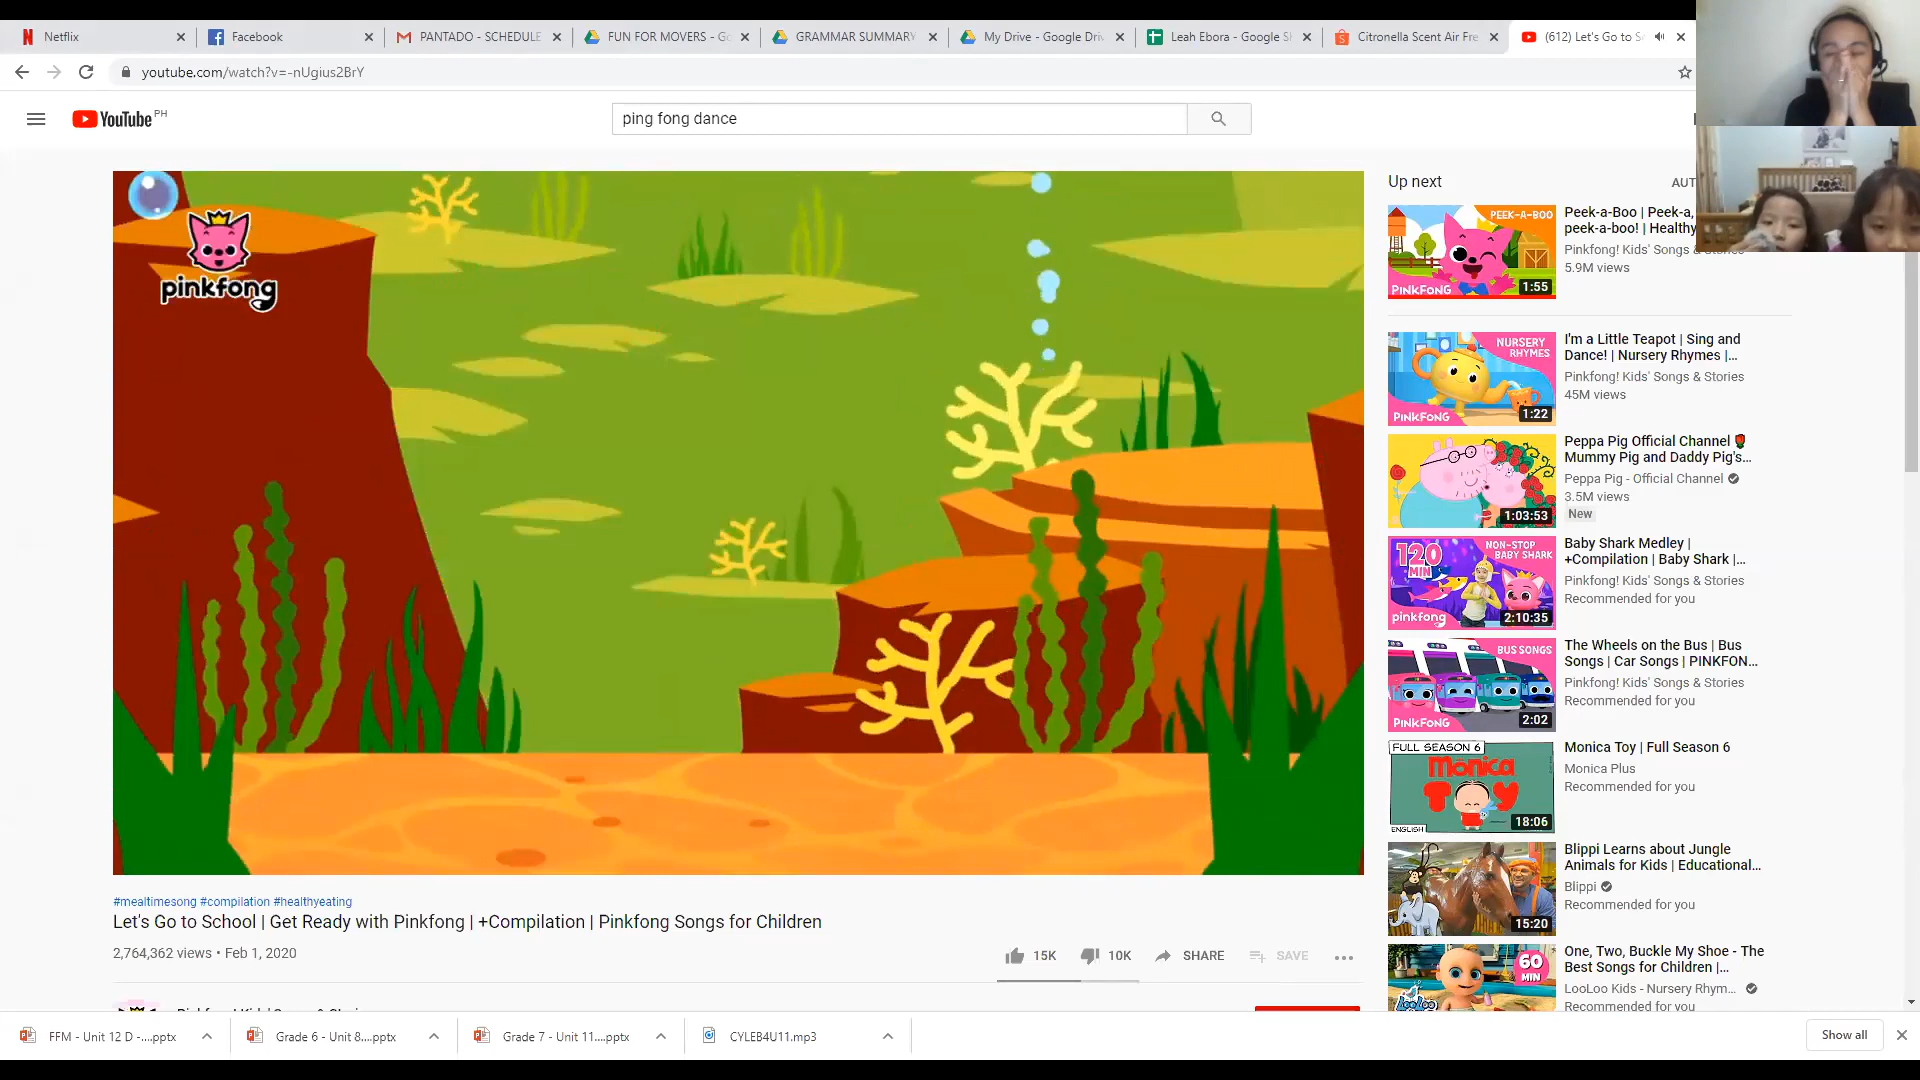 Netflix
Facebook
PANTADO - SCHEDULE
FUN FOR MOVERS - Go
GRAMMAR SUMMARY
My Drive - Google Driv
Leah Ebora - Google Sh
Citronella Scent Air Fre
(612) Let's Go to S
youtube.com/watch?v=-nUgius2BrY
YouTube PH
ping fong dance
pinkfong
Up next
AUT
PEEK-A-BOO
PINKFONG
1:55
Peek-a-Boo | Peek-a,
peek-a-boo! | Healthy
Pinkfong! Kids' Songs & Stories
5.9M views
NURSERY
RHYMES
PINKFONG
1:22
I'm a Little Teapot | Sing and
Dance! | Nursery Rhymes |...
Pinkfong! Kids' Songs & Stories
45M views
1:03:53
Peppa Pig Official Channel 🌹
Mummy Pig and Daddy Pig's...
Peppa Pig - Official Channel
3.5M views
New
120
MIN
NON-STOP
BABY SHARK
pinkfong
2:10:35
Baby Shark Medley |
+Compilation | Baby Shark |...
Pinkfong! Kids' Songs & Stories
Recommended for you
BUS SONGS
PINKFONG
2:02
The Wheels on the Bus | Bus
Songs | Car Songs | PINKFON...
Pinkfong! Kids' Songs & Stories
Recommended for you
FULL SEASON 6
Monica
TOY
ENGLISH
18:06
Monica Toy | Full Season 6
Monica Plus
Recommended for you
15:20
Blippi Learns about Jungle
Animals for Kids | Educational...
Blippi
Recommended for you
60
MIN
LooLoo
KIDS
One, Two, Buckle My Shoe - The
Best Songs for Children |...
LooLoo Kids - Nursery Rhym...
Recommended for you
#mealtimesong #compilation #healthyeating
Let's Go to School | Get Ready with Pinkfong | +Compilation | Pinkfong Songs for Children
2,764,362 views • Feb 1, 2020
15K
10K
SHARE
SAVE
FFM - Unit 12 D -....pptx
Grade 6 - Unit 8....pptx
Grade 7 - Unit 11....pptx
CYLEB4U11.mp3
Show all